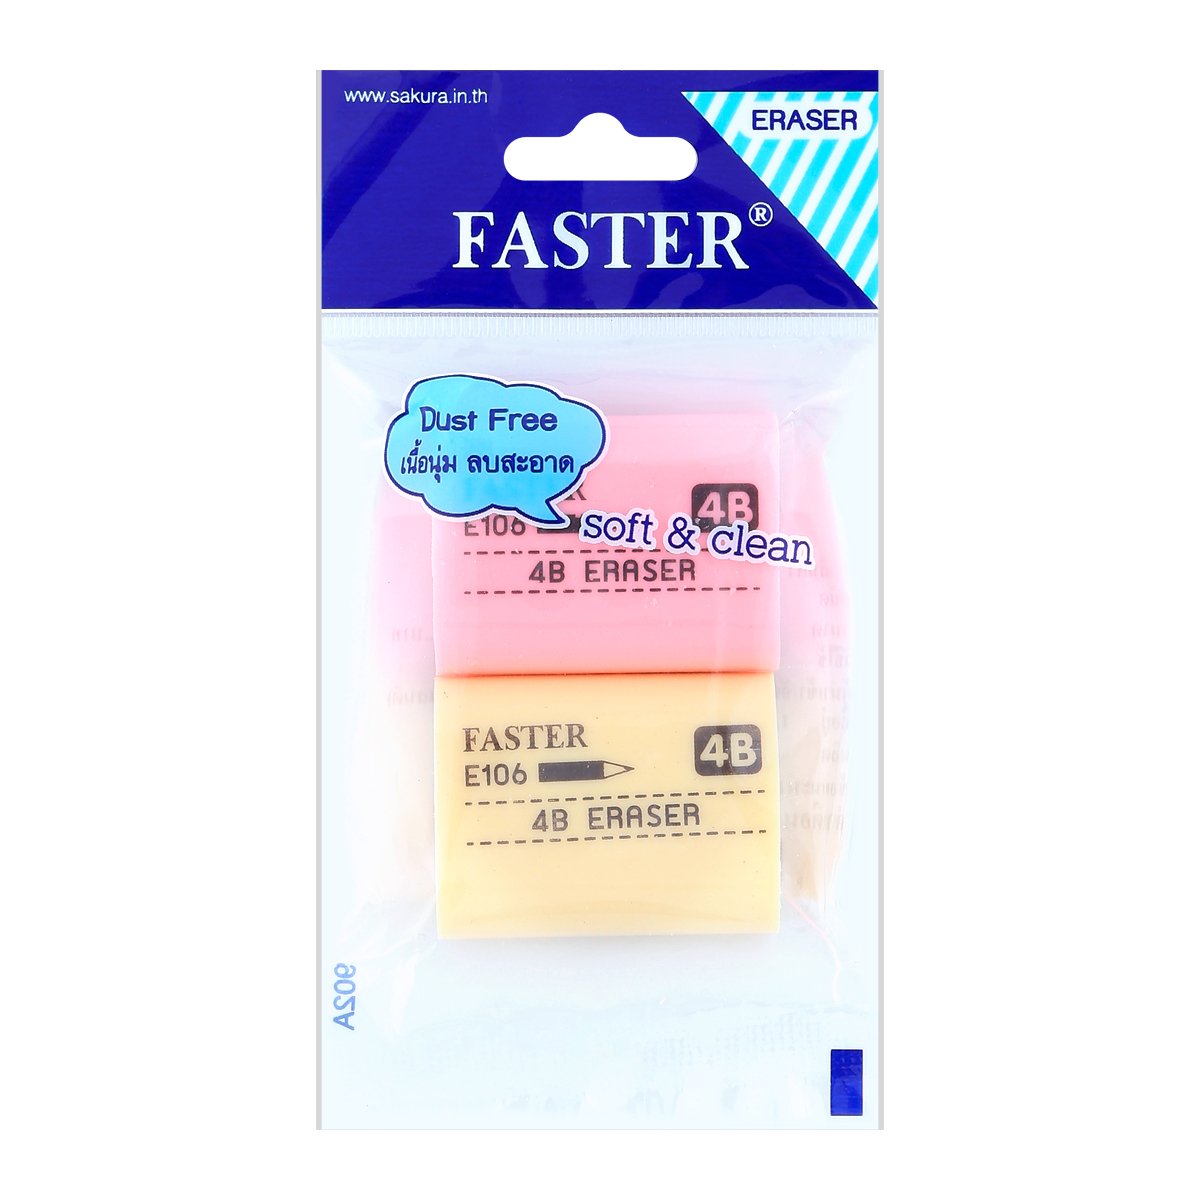 www.sakura.in.th
ERASER
FASTER®
Dust Free
เนื้อนุ่ม ลบสะอาด
4B
E106
soft & clean
4B ERASER
FASTER
4B
E106
4B ERASER
902A